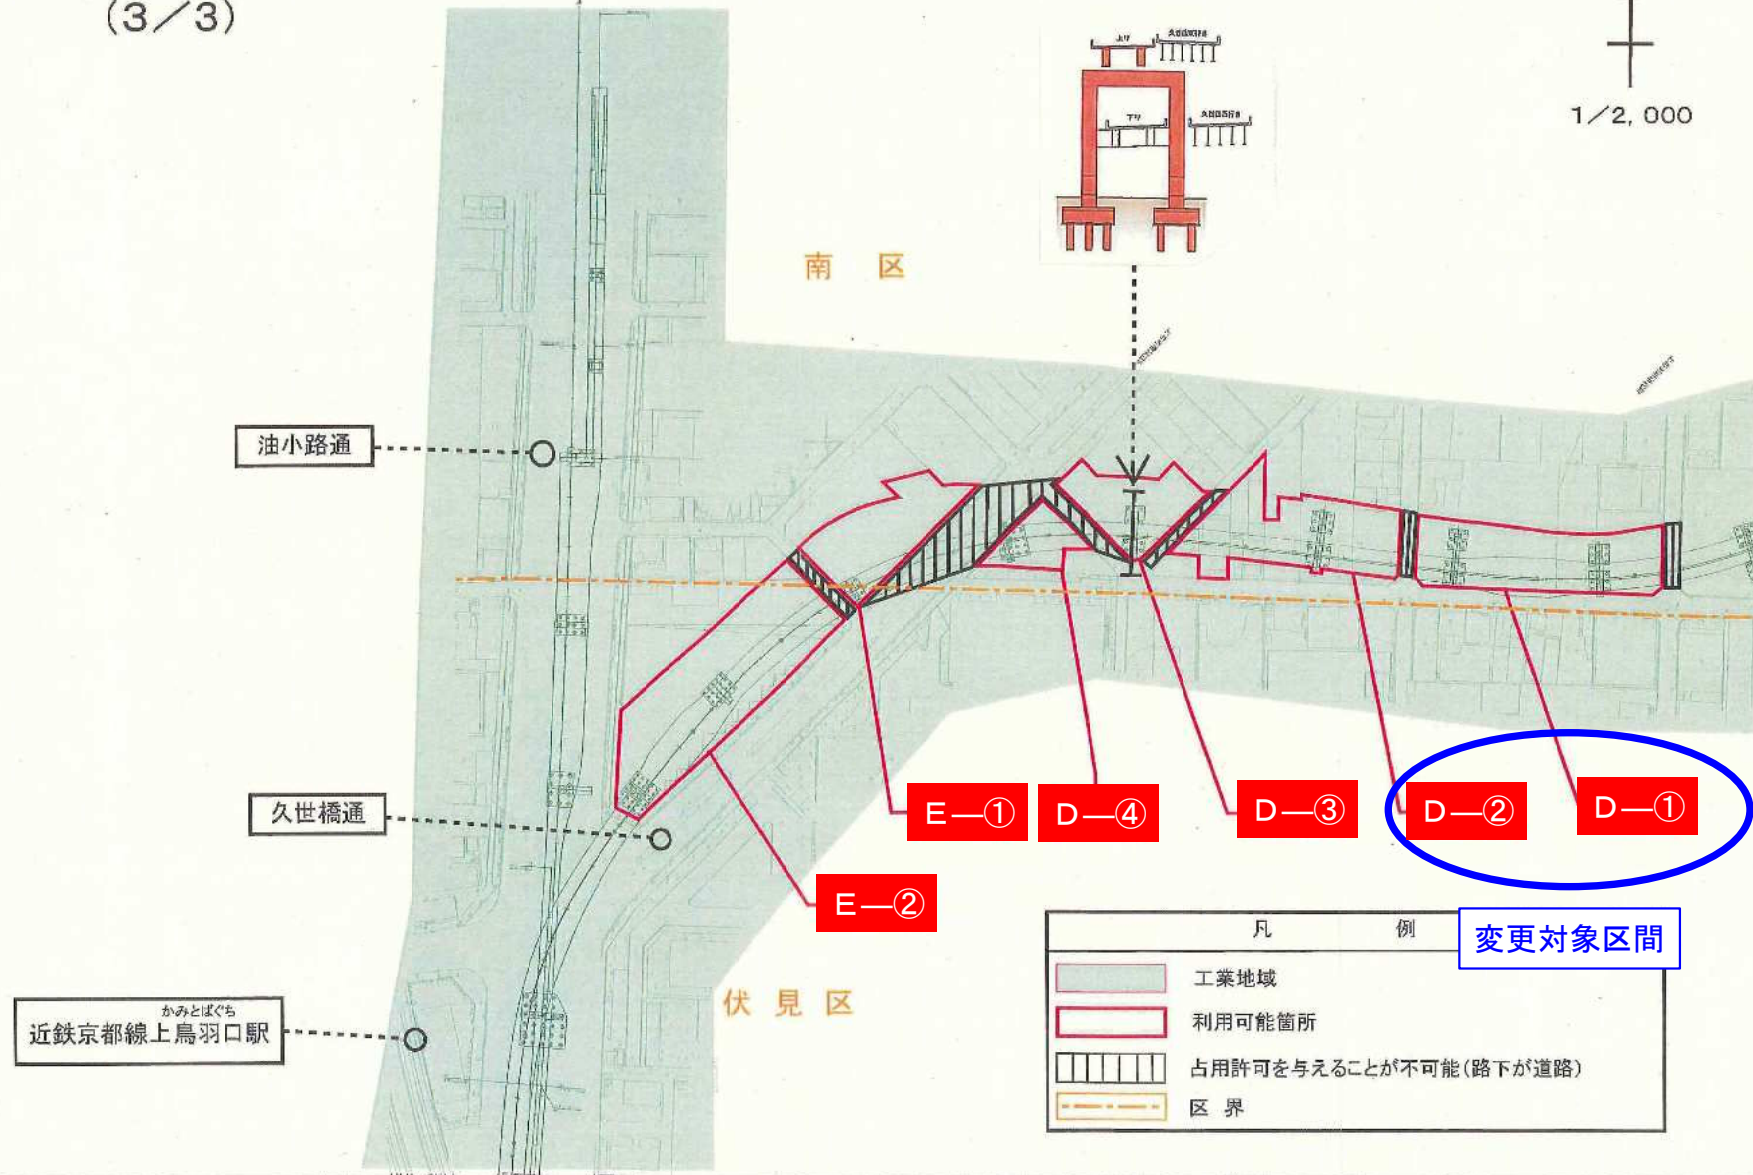 (3/3)
1/2,000
上り
下り
南 区
油小路通
久世橋通
かみとばぐち
近鉄京都線上鳥羽口駅
伏見区
E―①
D―④
D―③
D―②
D―①
E―②
凡 例
変更対象区間
工業地域
利用可能箇所
占用許可を与えることが不可能(路下が道路)
区 界